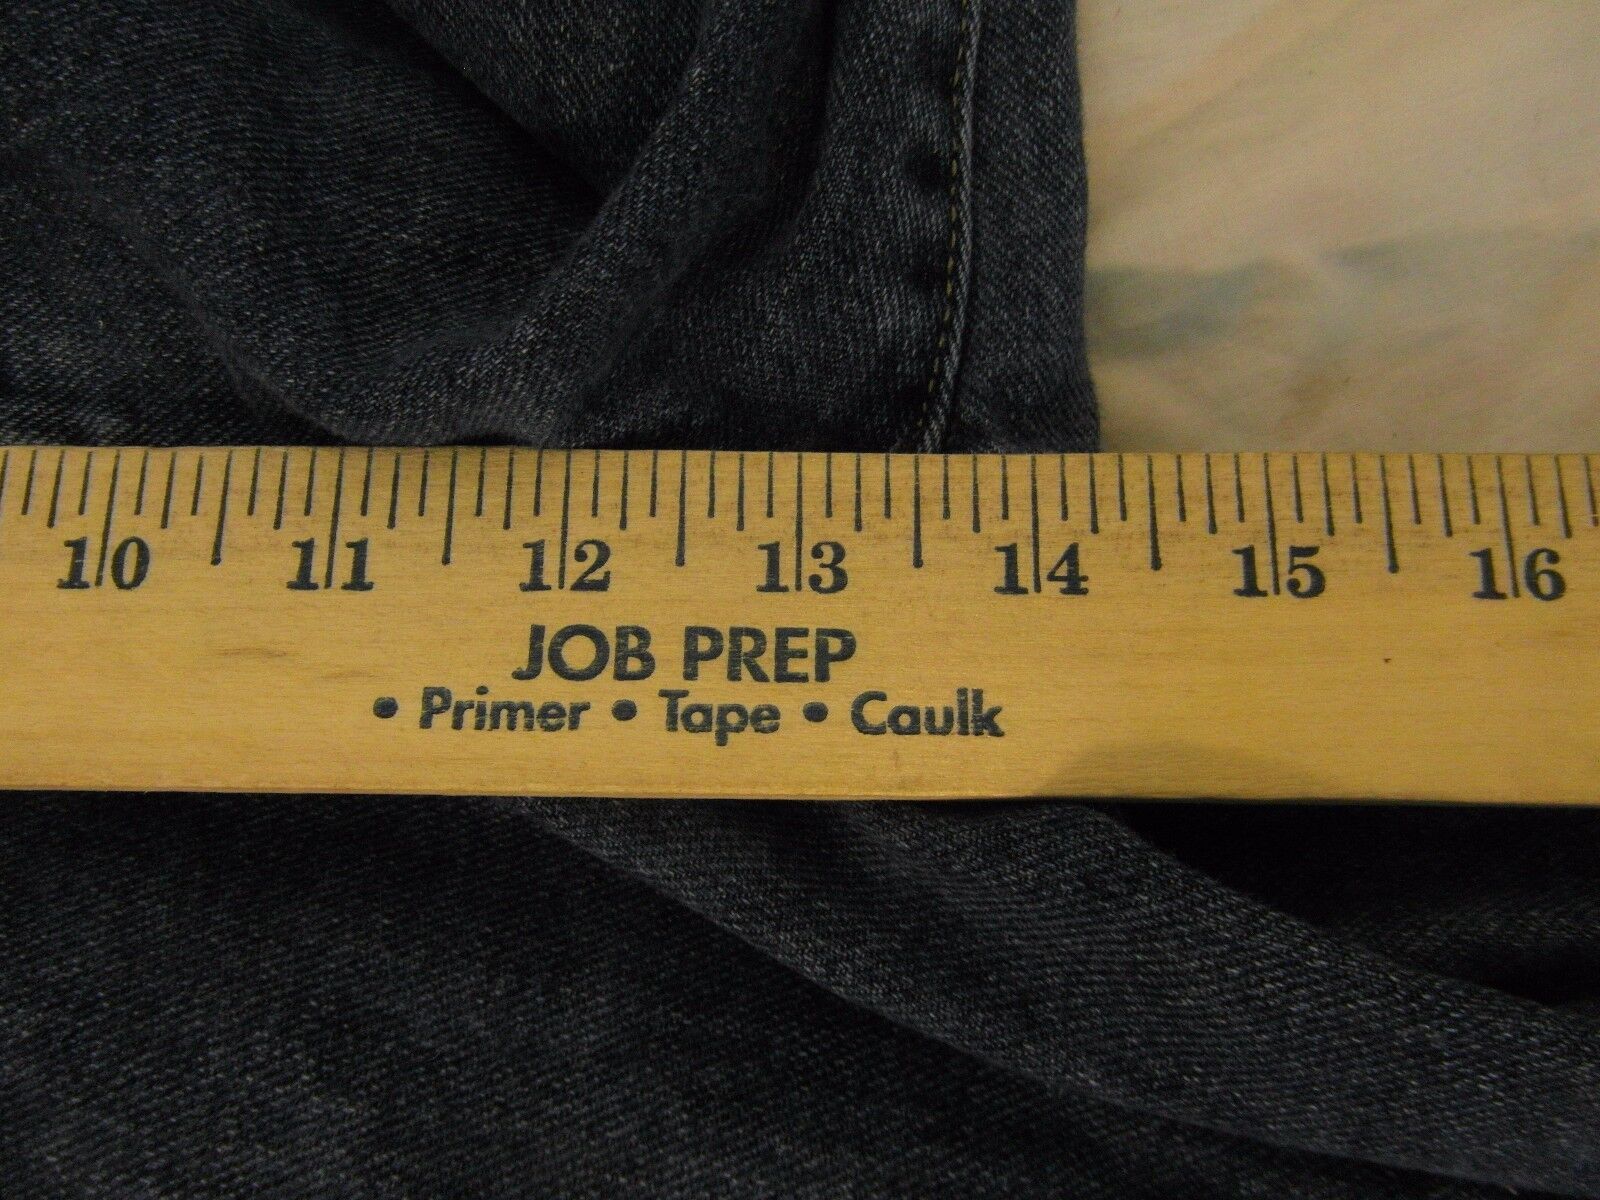 10 11 12 13 14 15 16
JOB PREP
• Primer • Tape • Caulk